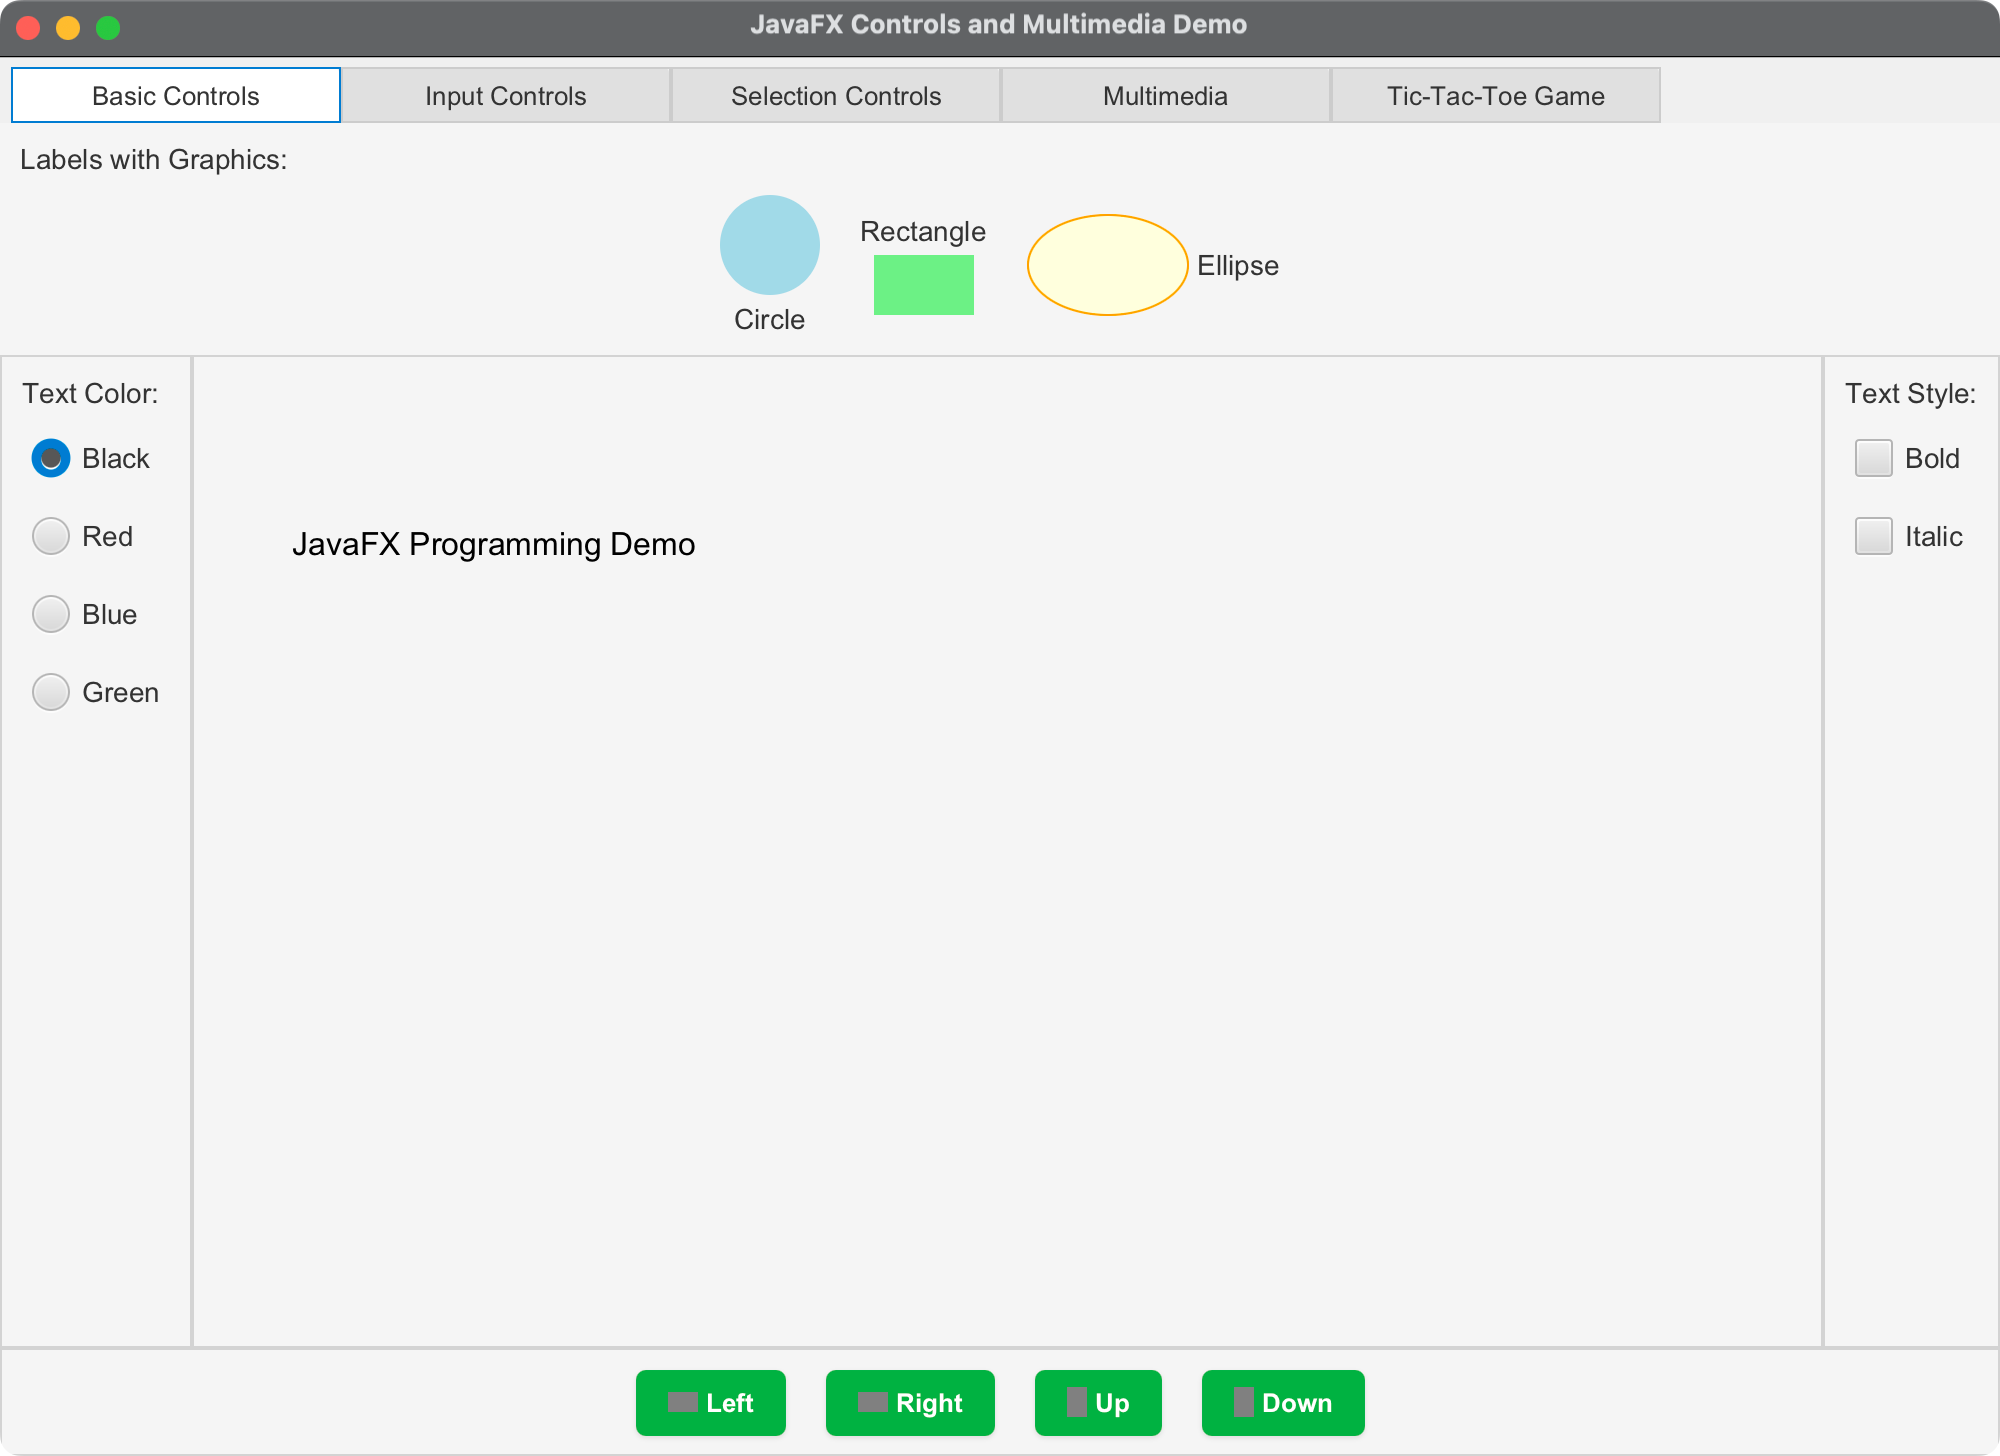 JavaFX Controls and Multimedia Demo
Basic Controls
Input Controls
Selection Controls
Multimedia
Tic-Tac-Toe Game
Labels with Graphics:
Circle
Rectangle
Ellipse
Text Color:
Black
Red
Blue
Green
JavaFX Programming Demo
Text Style:
Bold
Italic
Left
Right
Up
Down